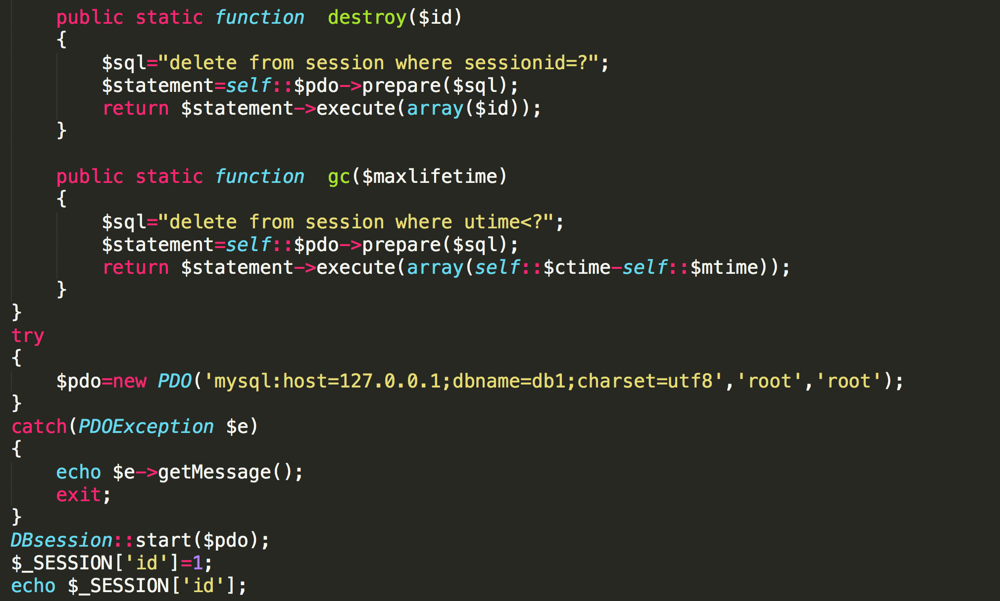 public static function  destroy($id)
{
$sql="delete from session where sessionid=?";
$statement=self::$pdo->prepare($sql);
return $statement->execute(array($id));
}
public static function  gc($maxlifetime)
{
$sql="delete from session where utime<?";
$statement=self::$pdo->prepare($sql);
return $statement->execute(array(self::$ctime-self::$mtime));
}
}
try
{
$pdo=new PDO('mysql:host=127.0.0.1;dbname=db1;charset=utf8','root','root');
}
catch(PDOException $e)
{
echo $e->getMessage();
exit;
}
DBsession::start($pdo);
$_SESSION['id']=1;
echo $_SESSION['id'];